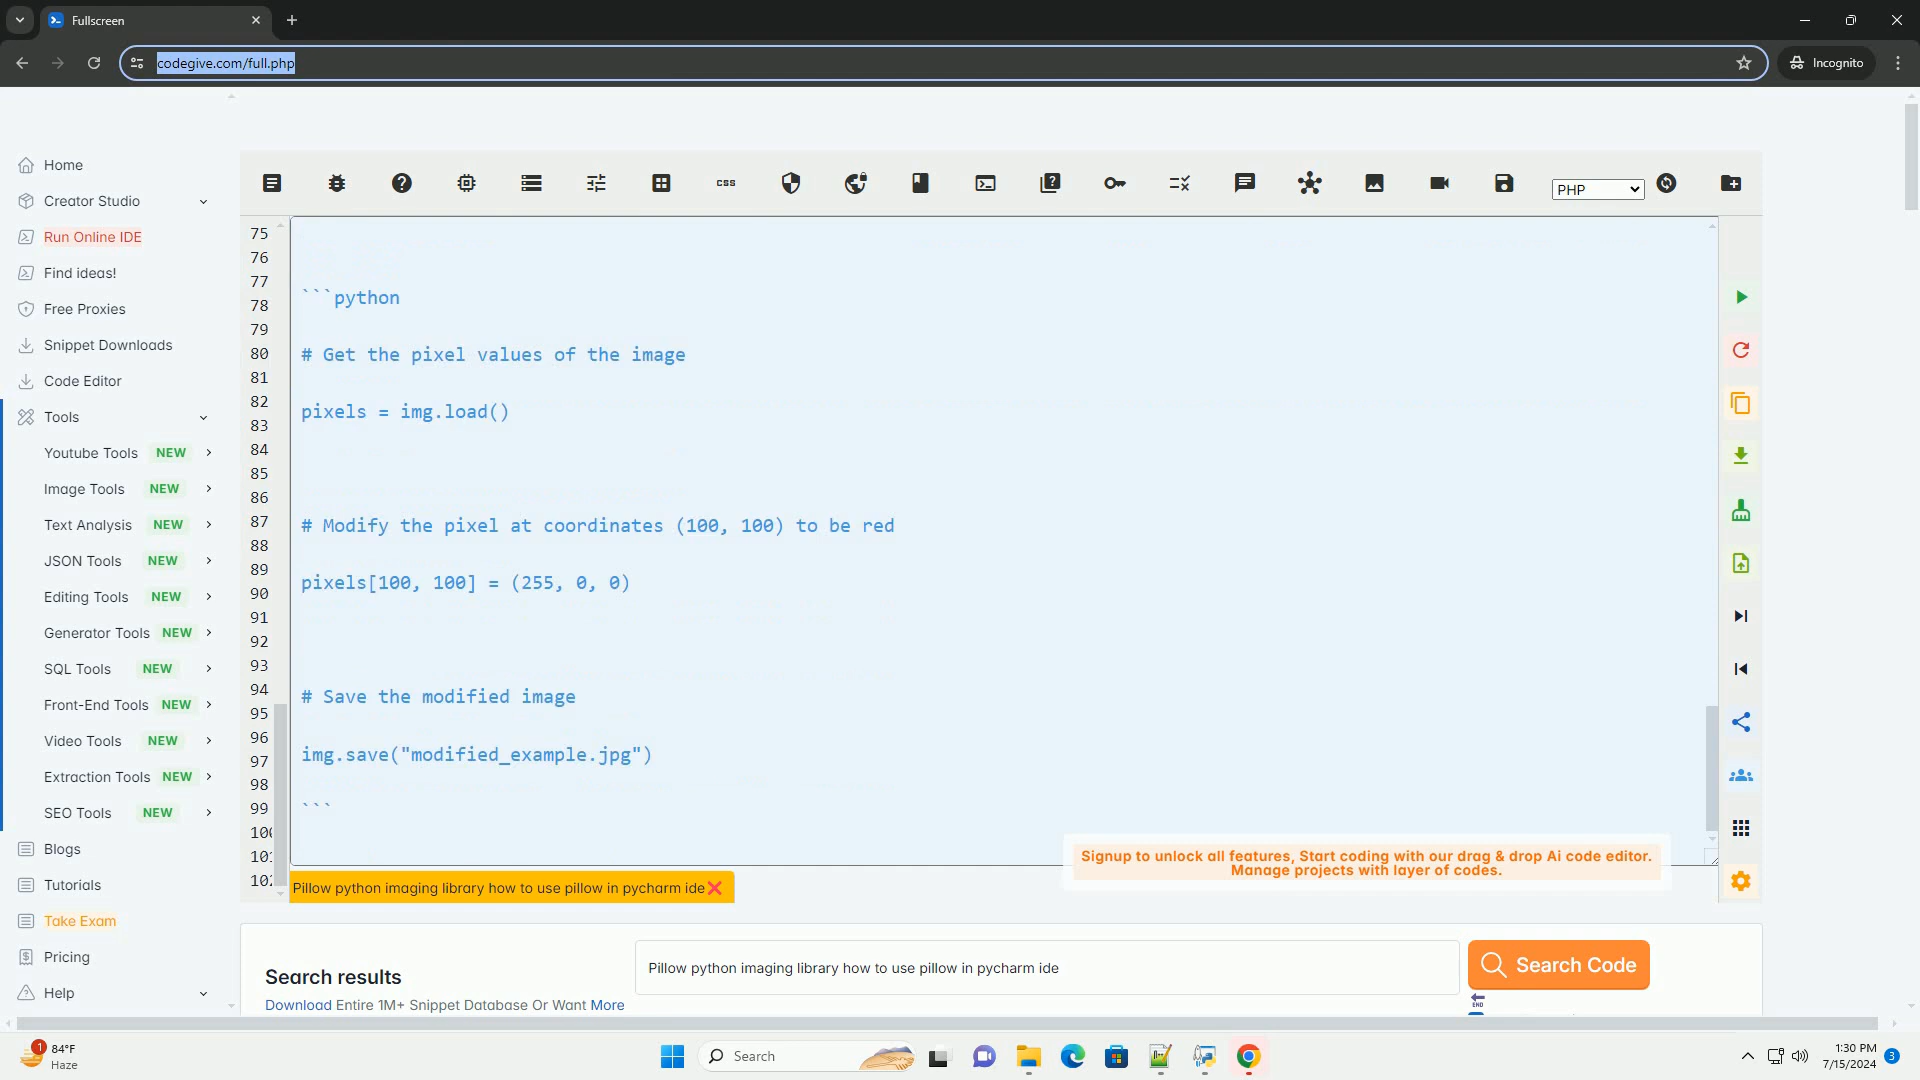 Fullscreen
codegive.com/full.php
Incognito
Home
Creator Studio
Run Online IDE
Find ideas!
Free Proxies
Snippet Downloads
Code Editor
Tools
Youtube Tools NEW
Image Tools NEW
Text Analysis NEW
JSON Tools NEW
Editing Tools NEW
Generator Tools NEW
SQL Tools NEW
Front-End Tools NEW
Video Tools NEW
Extraction Tools NEW
SEO Tools NEW
Blogs
Tutorials
Take Exam
Pricing
Help
css
PHP
75
76
77
78
79
80
81
82
83
84
85
86
87
88
89
90
91
92
93
94
95
96
97
98
99
```python
# Get the pixel values of the image
pixels = img.load()
# Modify the pixel at coordinates (100, 100) to be red
pixels[100, 100] = (255, 0, 0)
# Save the modified image
img.save("modified_example.jpg")
```
Signup to unlock all features, Start coding with our drag & drop Ai code editor.
Manage projects with layer of codes.
Pillow python imaging library how to use pillow in pycharm ide
Search results
Download Entire 1M+ Snippet Database Or Want More
Pillow python imaging library how to use pillow in pycharm ide
Search Code
END
1
84°F
Haze
Search
1:30 PM
7/15/2024
3